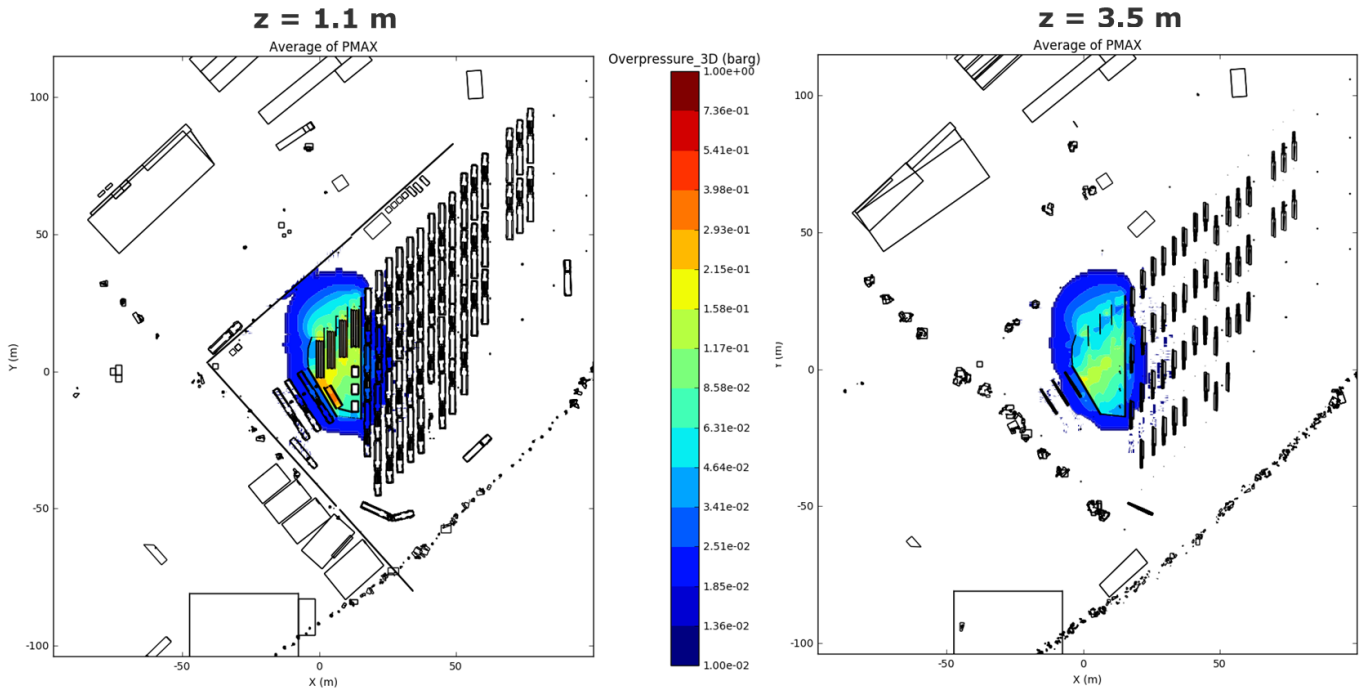 z = 1.1 m
Average of PMAX
100
50
0
-50
-100
Y (m)
-50
0
50
X (m)
Overpressure_3D (barg)
1.00e+00
7.36e-01
5.41e-01
3.98e-01
2.93e-01
2.15e-01
1.58e-01
1.17e-01
8.58e-02
6.31e-02
4.64e-02
3.41e-02
2.51e-02
1.85e-02
1.36e-02
1.00e-02
z = 3.5 m
Average of PMAX
100
50
0
-50
-100
(m)
-50
0
50
X (m)